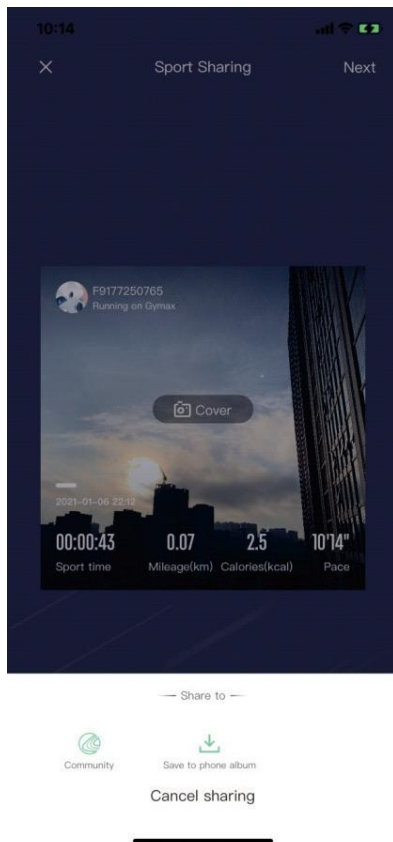 10:14
Sport Sharing
Next
F9177250765
Running on Gymax
Cover
2021-01-06 22:12
00:00:43 0.07 2.5 10'14"
Sport time Mileage(km) Calories(kcal) Pace
Share to
Community Save to phone album
Cancel sharing